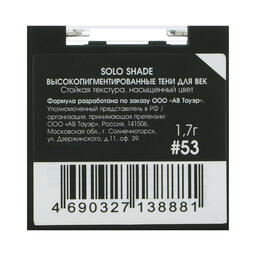 SOLO SHADE
ВЫСОКОПИГМЕНТИРОВАННЫЕ ТЕНИ ДЛЯ ВЕК
Стойкая текстура, насыщенный цвет
Формула разработана по заказу ООО «АВ Тауэр».
Уполномоченный представитель в РФ /
организация, принимающая претензии:
ООО «АВ Тауэр», Россия, 141506,
Московская обл., г. Солнечногорск,
ул. Дзержинского, д.11, оф. 39.
1,7г
#53
4 690327 138881